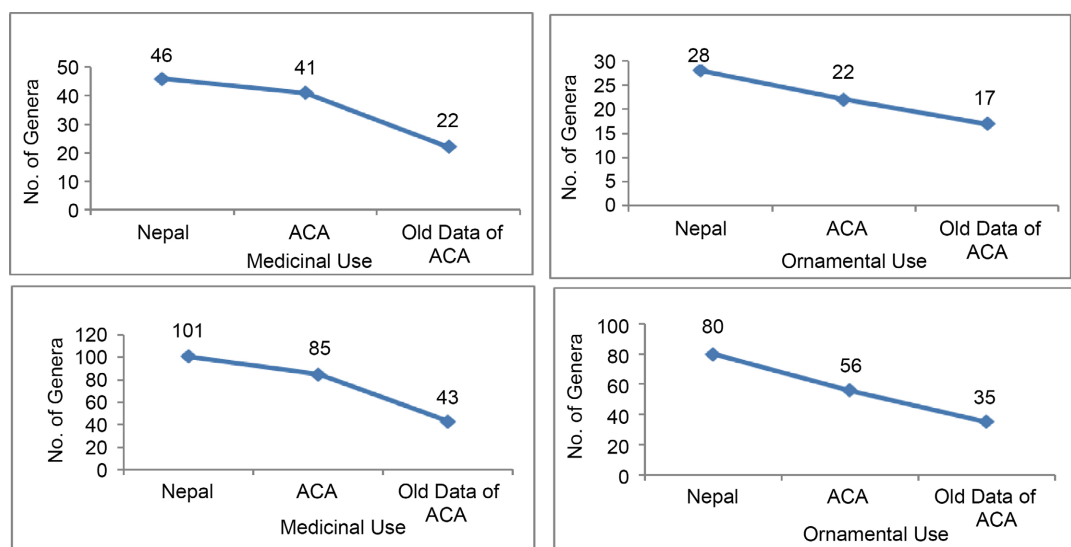 46
41
22
50
40
30
20
10
0
No. of Genera
Nepal
ACA
Old Data of
ACA
Medicinal Use
28
22
17
30
25
20
15
10
5
0
No. of Genera
Nepal
ACA
Old Data of
ACA
Ornamental Use
101
85
43
120
100
80
60
40
20
0
No. of Genera
Nepal
ACA
Old Data of
ACA
Medicinal Use
80
56
35
100
80
60
40
20
0
No. of Genera
Nepal
ACA
Old Data of
ACA
Ornamental Use